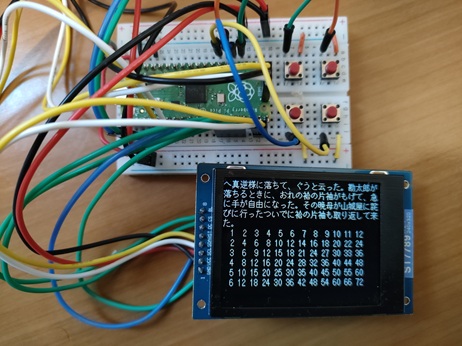 Raspberry Pi Pico
へ真逆様に落ちて、ぐうと云った。勘太郎が
落ちるときに、おれの袷の片袖がもげて、急
に手が自由になった。その晩母が山城屋に詫
びに行ったついでに袷の片袖も取り返して来
た。
1 2 3 4 5 6 7 8 9 10 11 12
2 4 6 8 10 12 14 16 18 20 22 24
3 6 9 12 15 18 21 24 27 30 33 36
4 8 12 16 20 24 28 32 36 40 44 48
5 10 15 20 25 30 35 40 45 50 55 60
6 12 18 24 30 36 42 48 54 60 66 72
ST7789